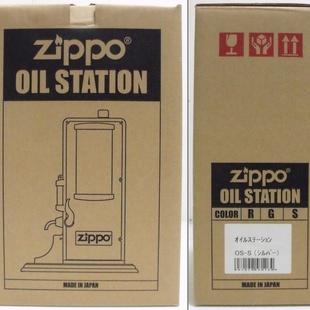 zippo®
OIL STATION
zippo
MADE IN JAPAN
zippo®
OIL STATION
COLOR R G S
オイルステーション
OS-S (シルバー)
MADE IN JAPAN